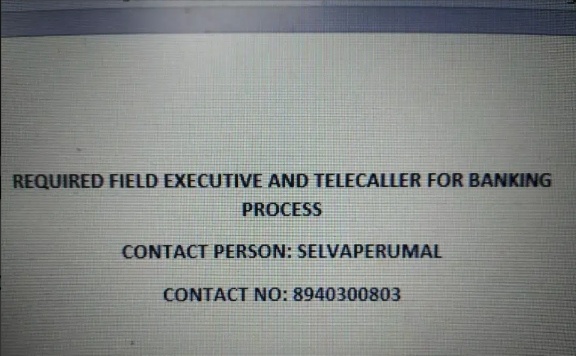 REQUIRED FIELD EXECUTIVE AND TELECALLER FOR BANKING
PROCESS
CONTACT PERSON: SELVAPERUMAL
CONTACT NO: 8940300803